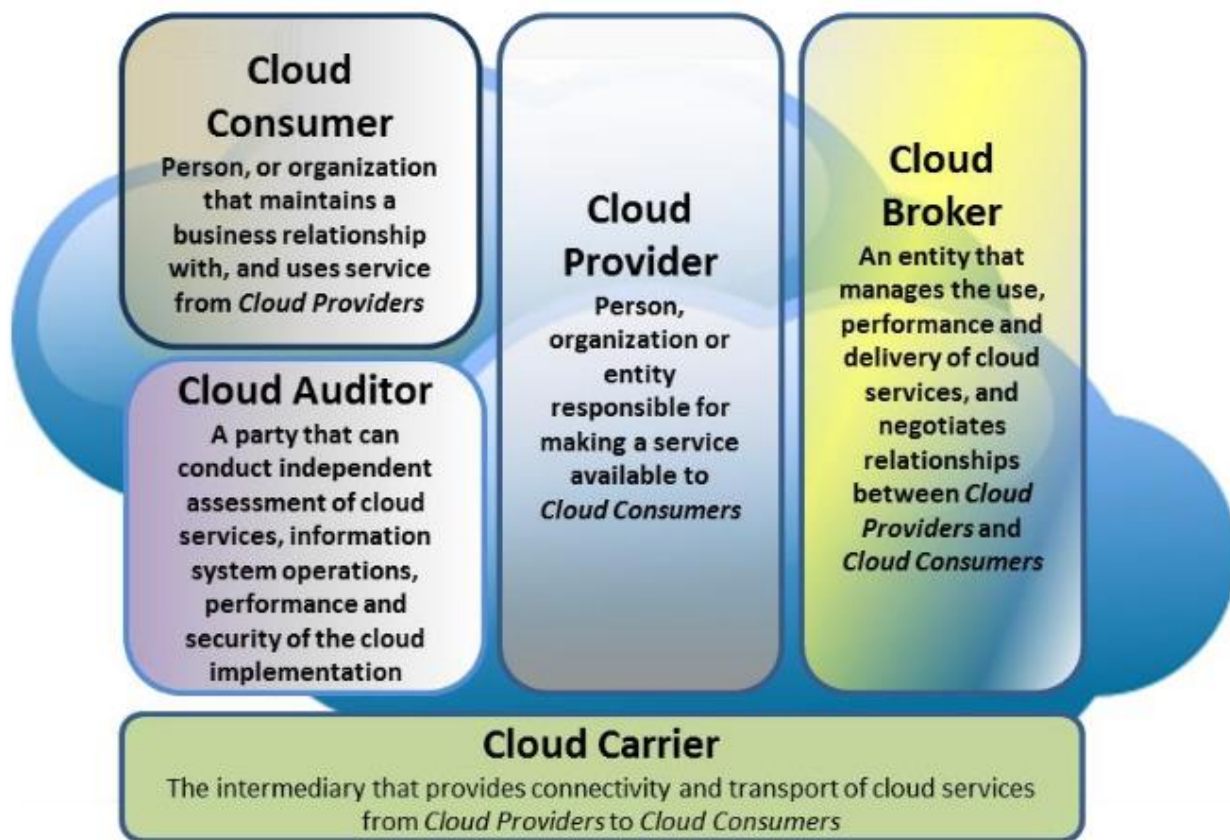 Cloud
Consumer
Person, or organization
that maintains a
business relationship
with, and uses service
from Cloud Providers
Cloud Auditor
A party that can
conduct independent
assessment of cloud
services, information
system operations,
performance and
security of the cloud
implementation
Cloud
Provider
Person,
organization or
entity
responsible for
making a service
available to
Cloud Consumers
Cloud
Broker
An entity that
manages the use,
performance and
delivery of cloud
services, and
negotiates
relationships
between Cloud
Providers and
Cloud Consumers
Cloud Carrier
The intermediary that provides connectivity and transport of cloud services
from Cloud Providers to Cloud Consumers